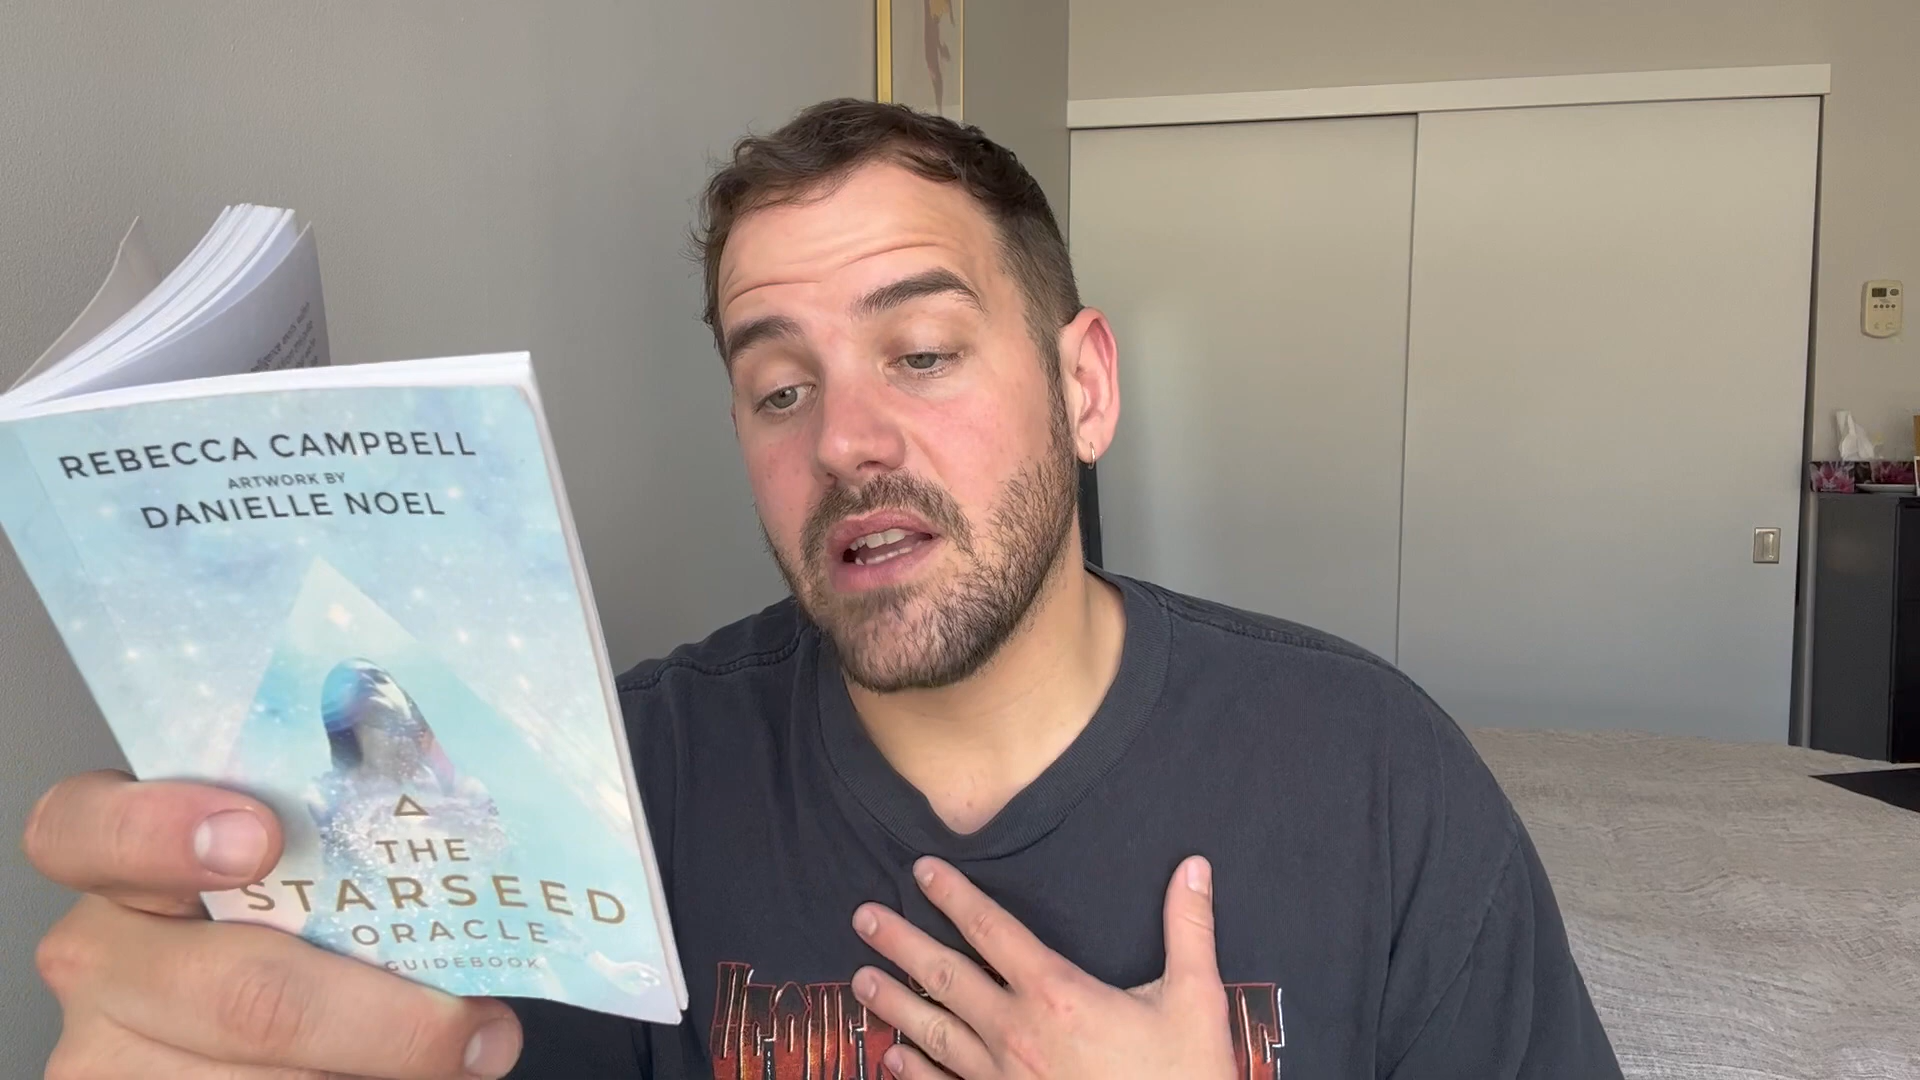 REBECCA CAMPBELL
ARTWORK BY
DANIELLE NOEL
THE
STARSEED
ORACLE
GUIDEBOOK